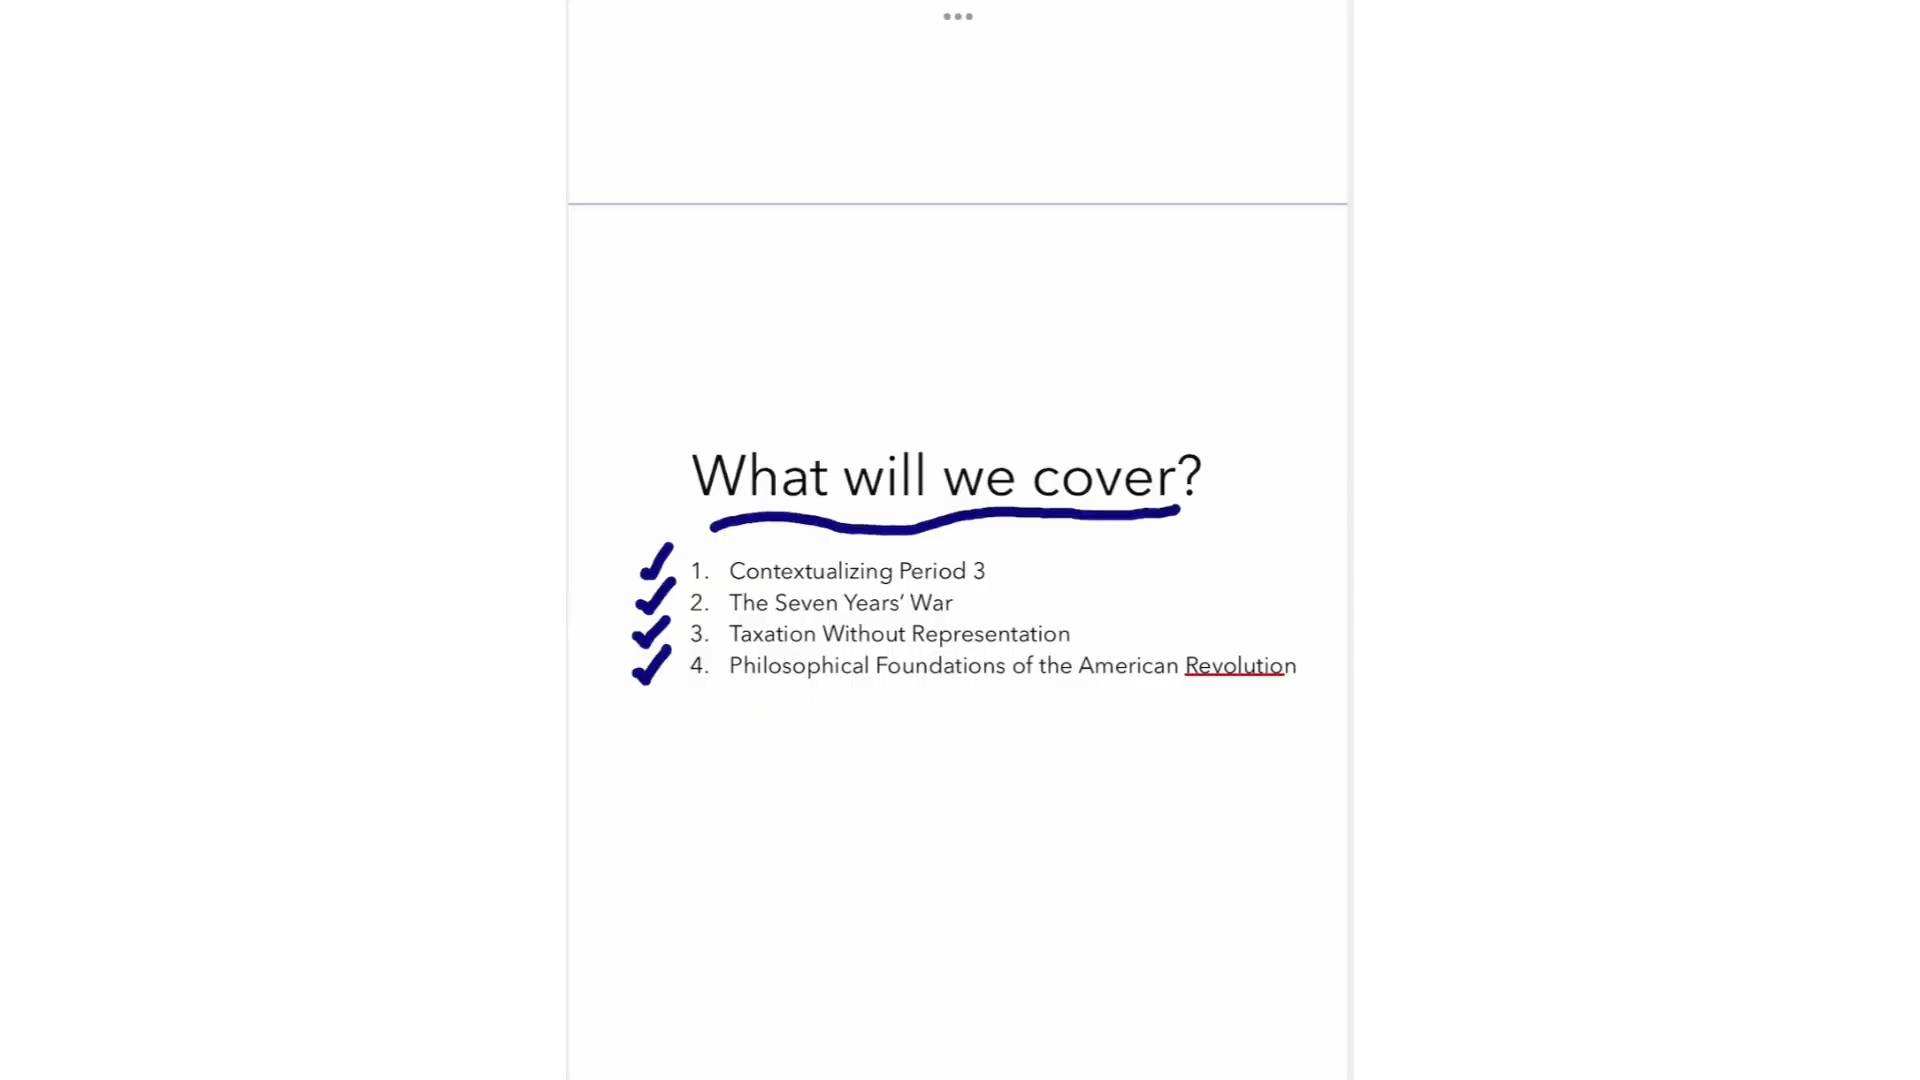 What will we cover?
1. Contextualizing Period 3
2. The Seven Years’ War
3. Taxation Without Representation
4. Philosophical Foundations of the American Revolution